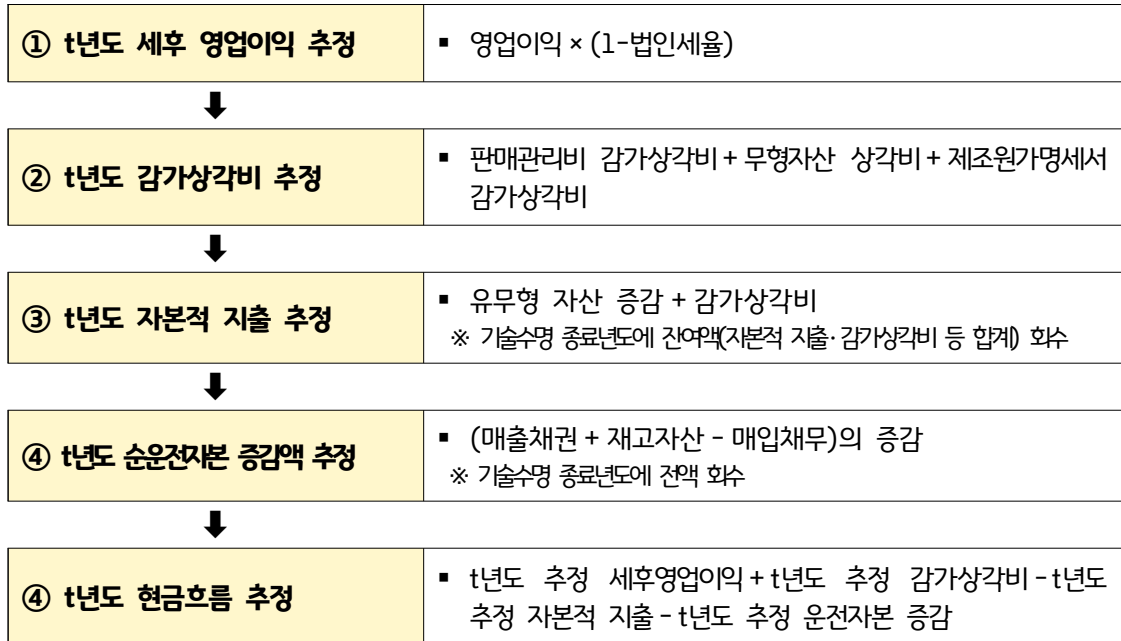 ① t년도 세후 영업이익 추정
▪ 영업이익 × (1-법인세율)
② t년도 감가상각비 추정
▪ 판매관리비 감가상각비 + 무형자산 상각비 + 제조원가명세서
감가상각비
③ t년도 자본적 지출 추정
▪ 유무형 자산 증감 + 감가상각비
※ 기술수명 종료년도에 잔여액(자본적 지출·감가상각비 등 합계) 회수
④ t년도 순운전자본 증감액 추정
▪ (매출채권 + 재고자산 - 매입채무)의 증감
※ 기술수명 종료년도에 전액 회수
④ t년도 현금흐름 추정
▪ t년도 추정 세후영업이익 + t년도 추정 감가상각비 - t년도
추정 자본적 지출 - t년도 추정 운전자본 증감